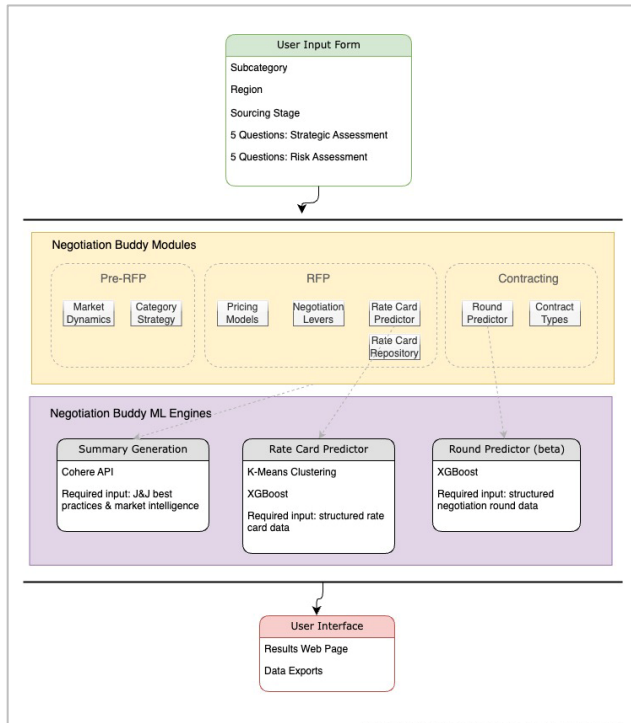 User Input Form
Subcategory
Region
Sourcing Stage
5 Questions: Strategic Assessment
5 Questions: Risk Assessment
Negotiation Buddy Modules
Pre-RFP
Market
Dynamics
Category
Strategy
RFP
Pricing
Models
Negotiation
Levers
Rate Card
Predictor
Rate Card
Repository
Contracting
Round
Predictor
Contract
Types
Negotiation Buddy ML Engines
Summary Generation
Cohere API
Required input: J&J best
practices & market intelligence
Rate Card Predictor
K-Means Clustering
XGBoost
Required input: structured rate
card data
Round Predictor (beta)
XGBoost
Required input: structured
negotiation round data
User Interface
Results Web Page
Data Exports